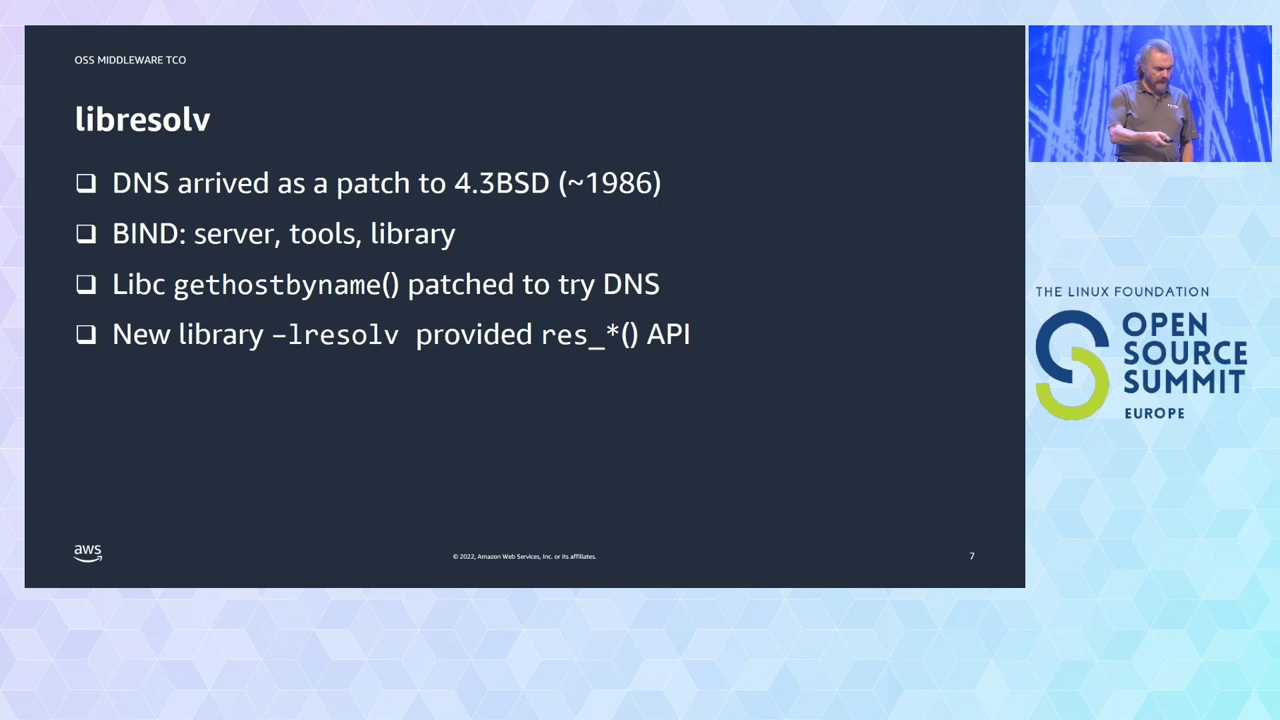 OSS MIDDLEWARE TCO
libresolv
❑ DNS arrived as a patch to 4.3BSD (~1986)
❑ BIND: server, tools, library
❑ Libc gethostbyname() patched to try DNS
❑ New library –lresolv provided res_*() API
aws
© 2022, Amazon Web Services, Inc. or its affiliates.
7
THE LINUX FOUNDATION
OPEN
SOURCE
SUMMIT
EUROPE